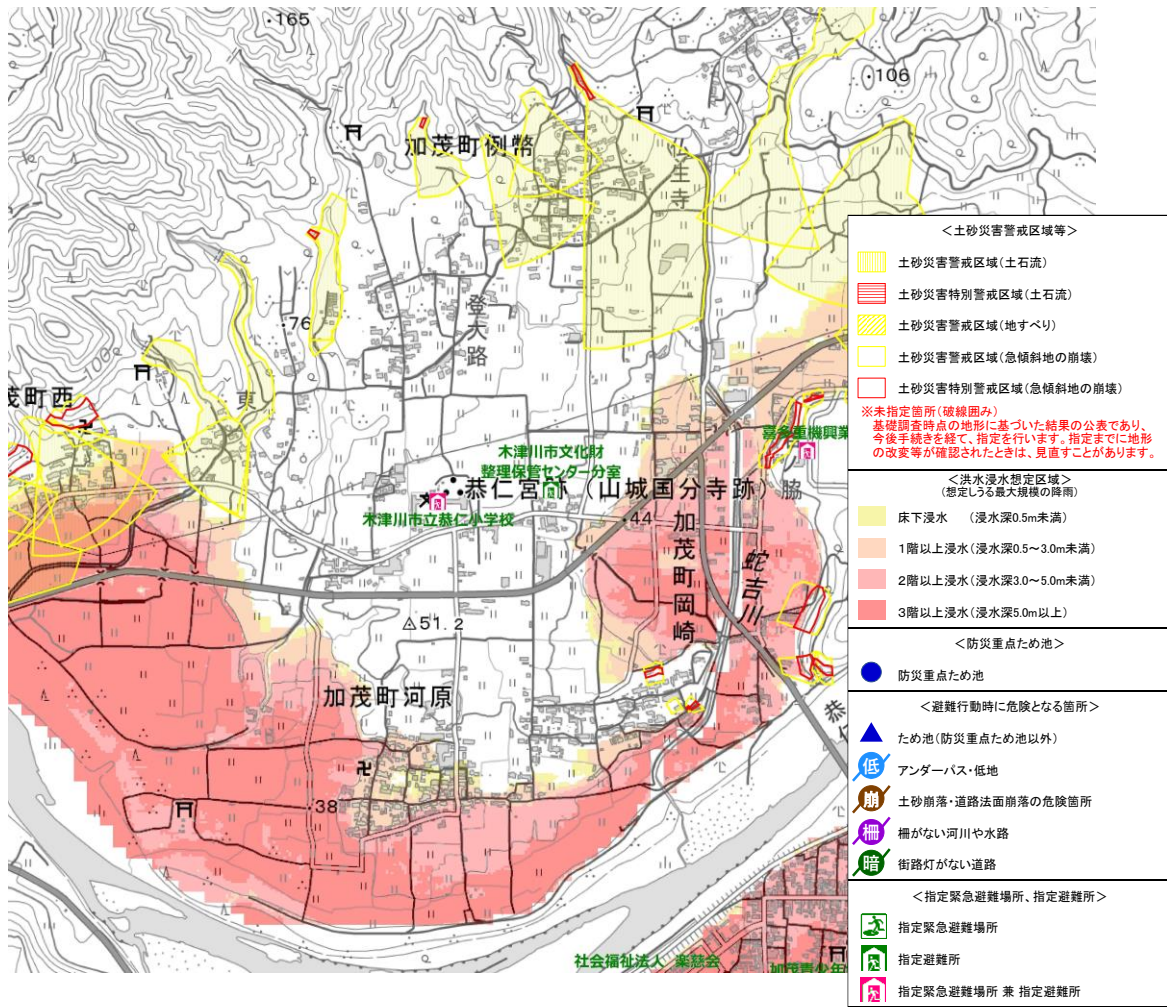 165
106
加茂町例幣
仏生寺
登大路
76
100
茂町西
東
木津川市文化財
整理保管センター分室
恭仁宮跡（山城国分寺跡）
木津川市立恭仁小学校
喜多重機興業
脇
44
加茂町岡崎
蛇吉川
51.2
加茂町河原
38
恭仁
社会福祉法人 楽慈会
加茂青少年
＜土砂災害警戒区域等＞
土砂災害警戒区域(土石流)
土砂災害特別警戒区域(土石流)
土砂災害警戒区域(地すべり)
土砂災害警戒区域(急傾斜地の崩壊)
土砂災害特別警戒区域(急傾斜地の崩壊)
※未指定箇所(破線囲み)
基礎調査時点の地形に基づいた結果の公表であり、
今後手続きを経て、指定を行います。指定までに地形
の改変等が確認されたときは、見直すことがあります。
＜洪水浸水想定区域＞
(想定しうる最大規模の降雨)
床下浸水　(浸水深0.5m未満)
1階以上浸水(浸水深0.5～3.0m未満)
2階以上浸水(浸水深3.0～5.0m未満)
3階以上浸水(浸水深5.0m以上)
＜防災重点ため池＞
防災重点ため池
＜避難行動時に危険となる箇所＞
ため池(防災重点ため池以外)
低 アンダーパス・低地
崩 土砂崩落・道路法面崩落の危険箇所
柵 柵がない河川や水路
暗 街路灯がない道路
＜指定緊急避難場所、指定避難所＞
指定緊急避難場所
指定避難所
指定緊急避難場所 兼 指定避難所